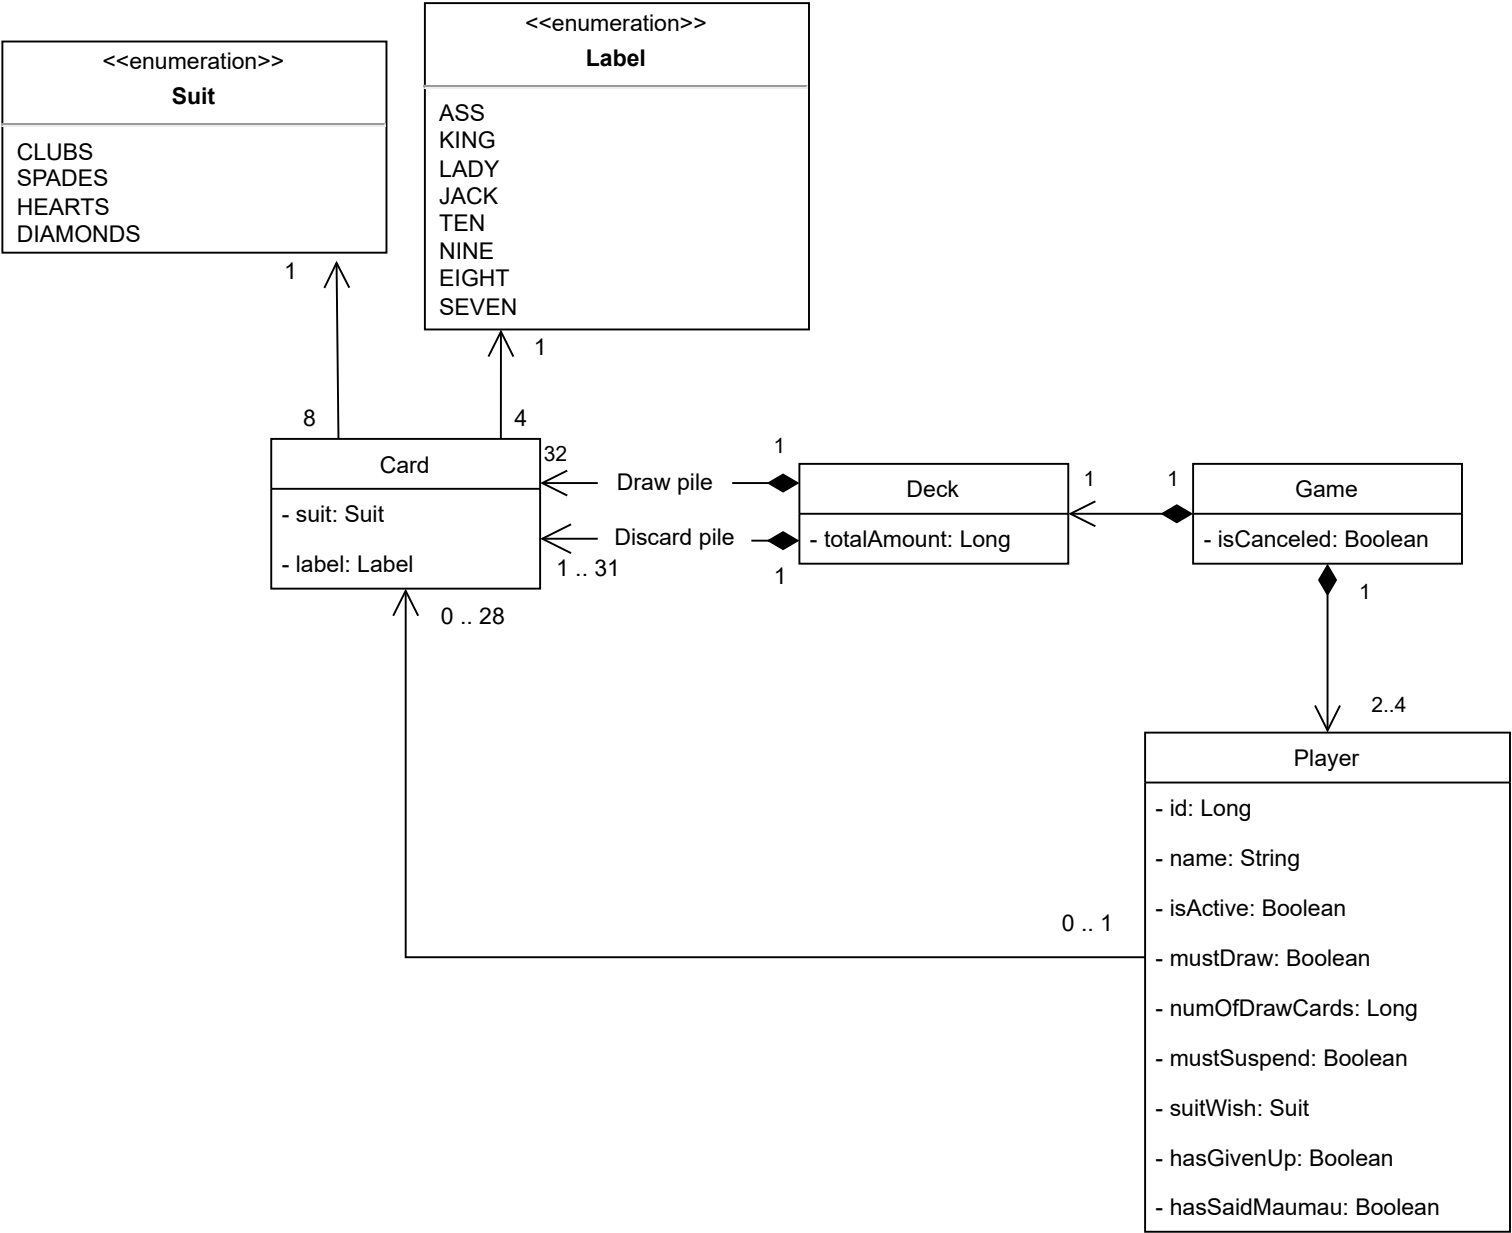 <<enumeration>>
Suit
CLUBS
SPADES
HEARTS
DIAMONDS
<<enumeration>>
Label
ASS
KING
LADY
JACK
TEN
NINE
EIGHT
SEVEN
1
1
8
4
Card
- suit: Suit
- label: Label
32
Draw pile
1
Discard pile
1 .. 31
1
Deck
- totalAmount: Long
1
1
Game
- isCanceled: Boolean
1
0 .. 28
2..4
0 .. 1
Player
- id: Long
- name: String
- isActive: Boolean
- mustDraw: Boolean
- numOfDrawCards: Long
- mustSuspend: Boolean
- suitWish: Suit
- hasGivenUp: Boolean
- hasSaidMaumau: Boolean